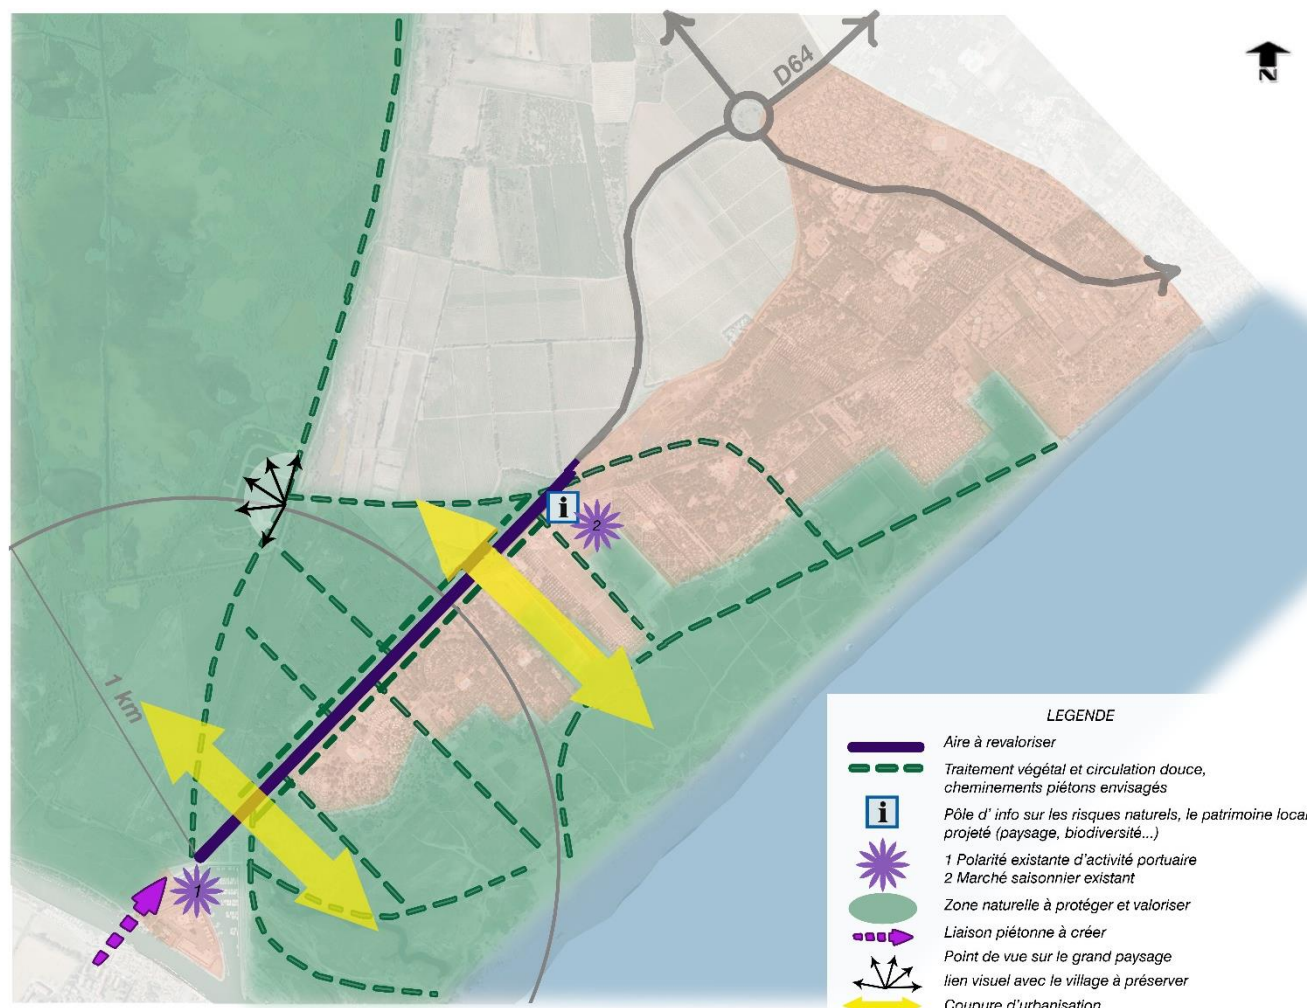 D64
N
i
2
1 km
1
LEGENDE
Aire à revaloriser
Traitement végétal et circulation douce,
cheminements piétons envisagés
i
Pôle d' info sur les risques naturels, le patrimoine local
projeté (paysage, biodiversité...)
1 Polarité existante d'activité portuaire
2 Marché saisonnier existant
Zone naturelle à protéger et valoriser
Liaison piétonne à créer
Point de vue sur le grand paysage
lien visuel avec le village à préserver
Coupure d'urbanisation